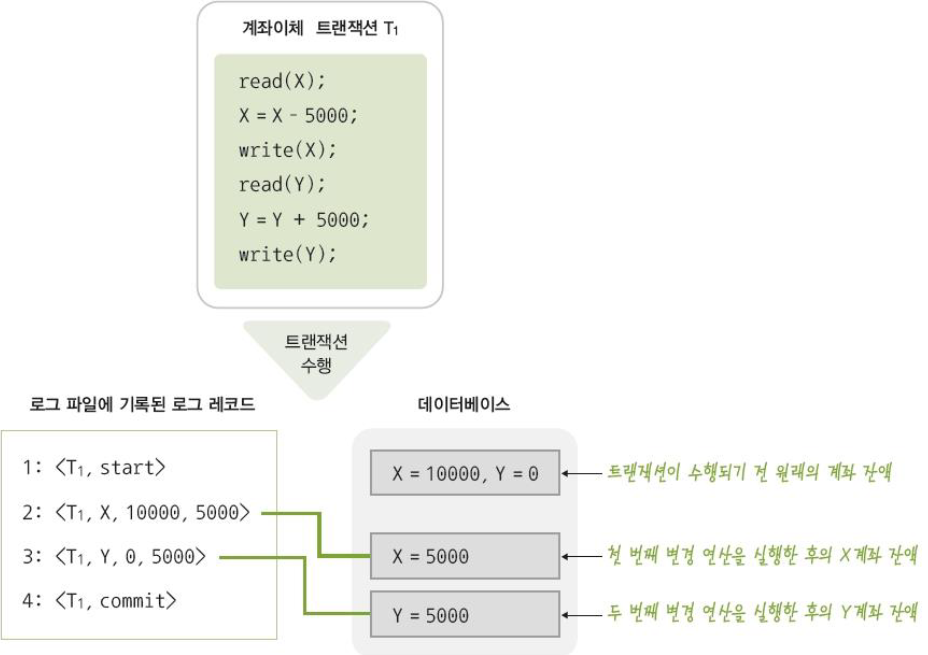 계좌이체 트랜잭션 T₁
read(X);
X = X - 5000;
write(X);
read(Y);
Y = Y + 5000;
write(Y);
트랜잭션
수행
로그 파일에 기록된 로그 레코드
1: <T₁, start>
2: <T₁, X, 10000, 5000>
3: <T₁, Y, 0, 5000>
4: <T₁, commit>
데이터베이스
X = 10000, Y = 0
트랜잭션이 수행되기 전 원래의 계좌 잔액
X = 5000
첫 번째 변경 연산을 실행한 후의 X계좌 잔액
Y = 5000
두 번째 변경 연산을 실행한 후의 Y계좌 잔액